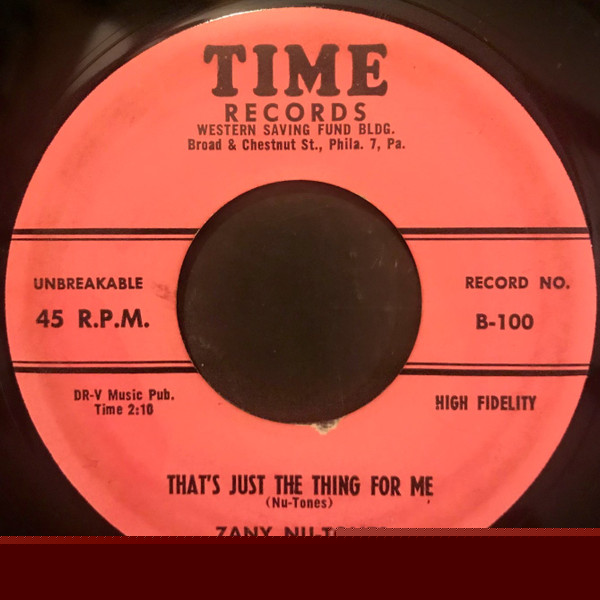 TIME
RECORDS
WESTERN SAVING FUND BLDG.
Broad & Chestnut St., Phila. 7, Pa.
UNBREAKABLE
45 R.P.M.
RECORD NO.
B-100
DR-V Music Pub.
Time 2:10
HIGH FIDELITY
THAT'S JUST THE THING FOR ME
(Nu-Tones)
ZANY